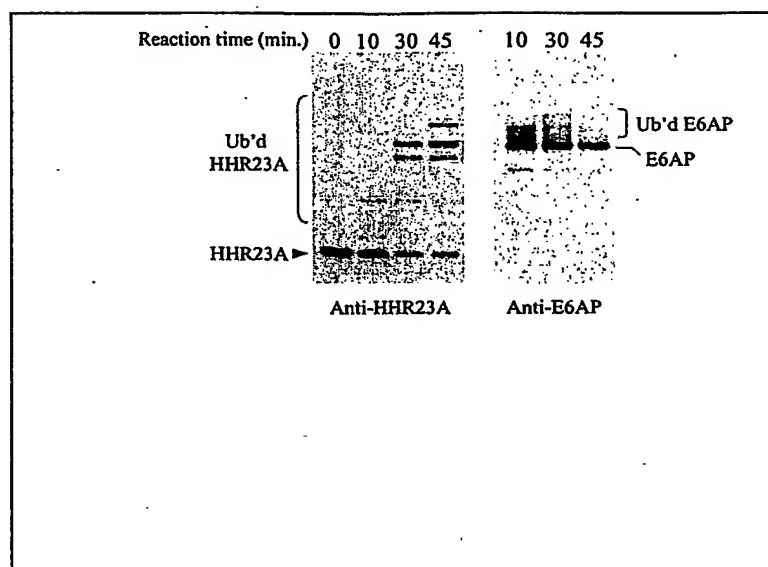 Reaction time (min.) 0 10 30 45 10 30 45
Ub'd
HHR23A
HHR23A
Ub'd E6AP
E6AP
Anti-HHR23A Anti-E6AP